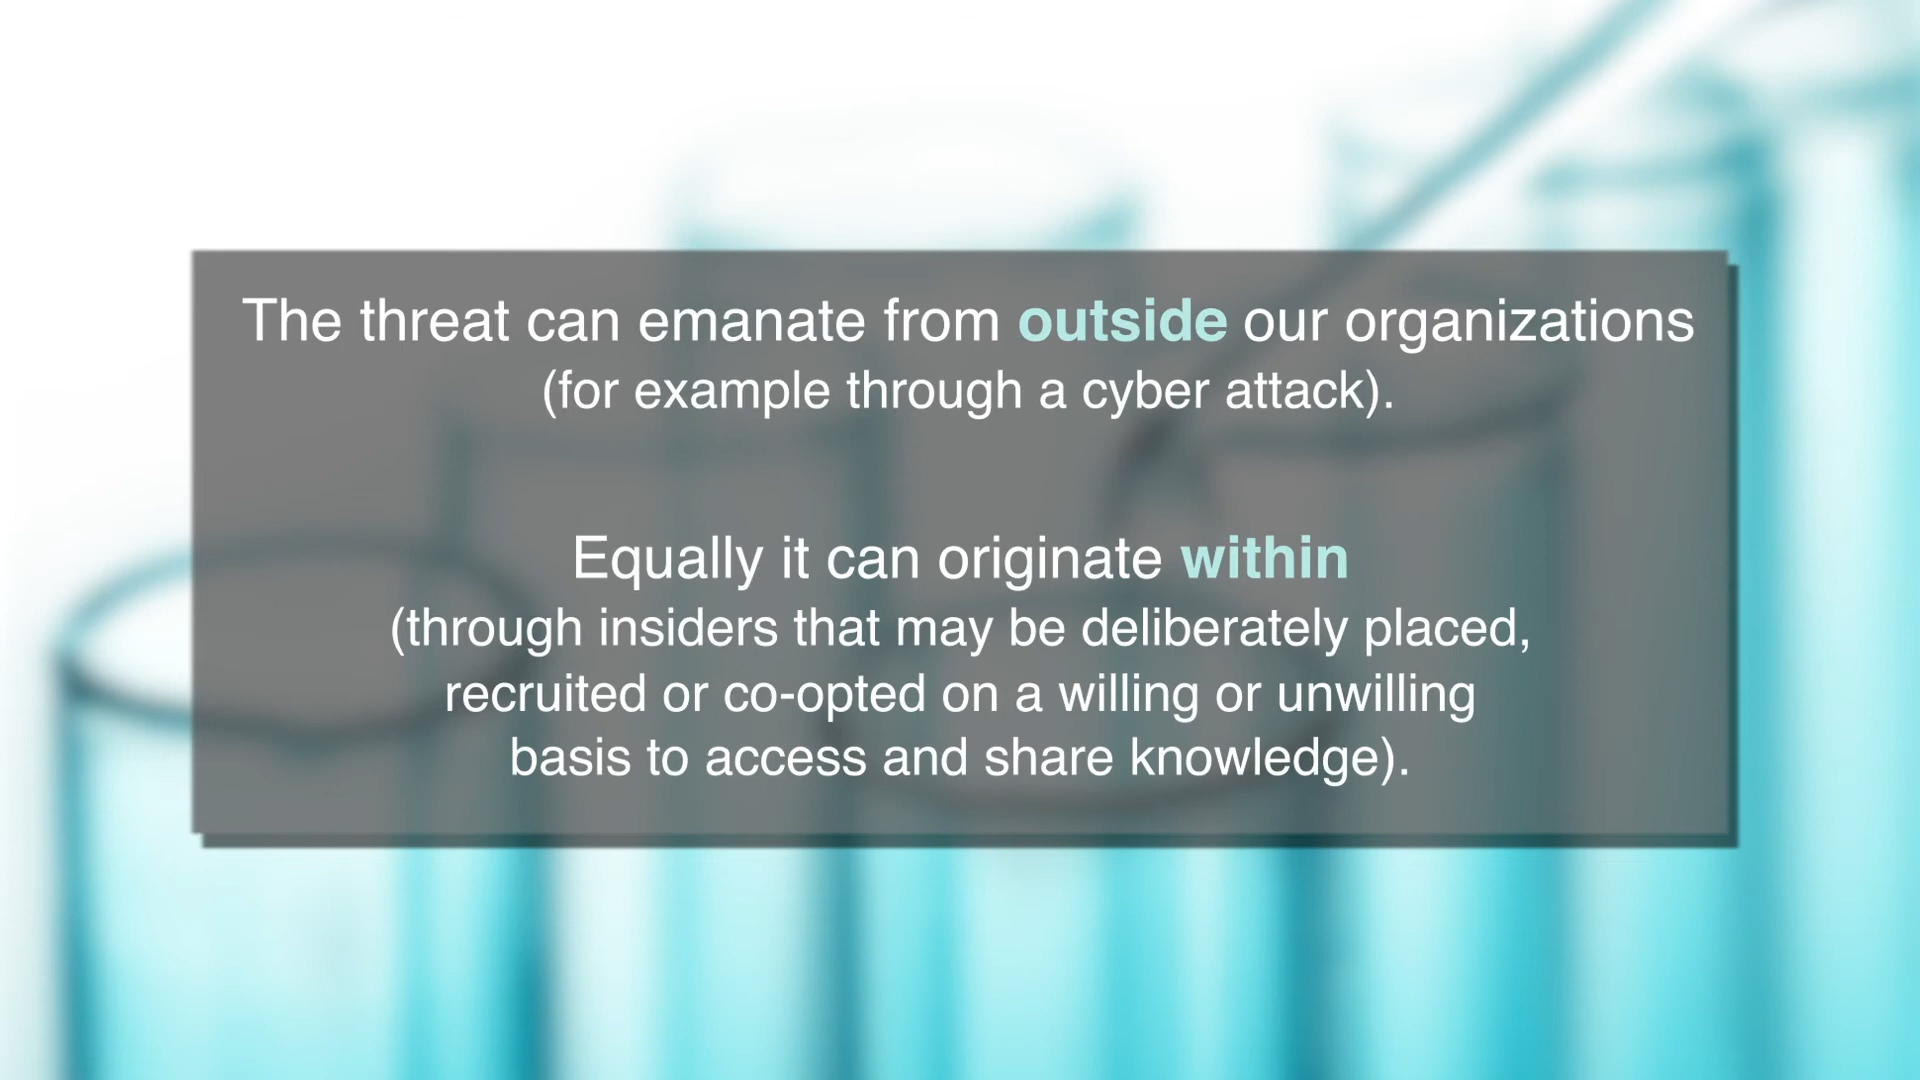 The threat can emanate from outside our organizations
(for example through a cyber attack).
Equally it can originate within
(through insiders that may be deliberately placed,
recruited or co-opted on a willing or unwilling
basis to access and share knowledge).